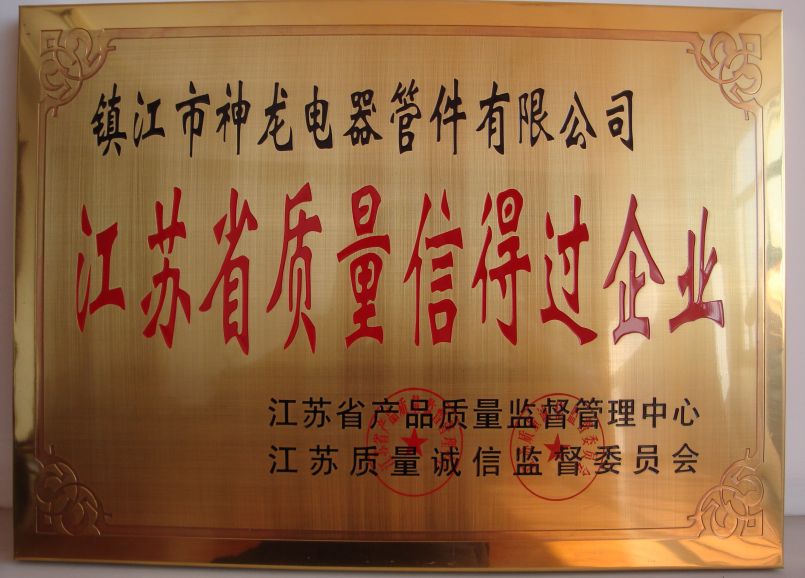 镇江市神龙电器管件有限公司
江苏省质量信得过企业
江苏省产品质量监督管理中心
江苏质量诚信监督委员会